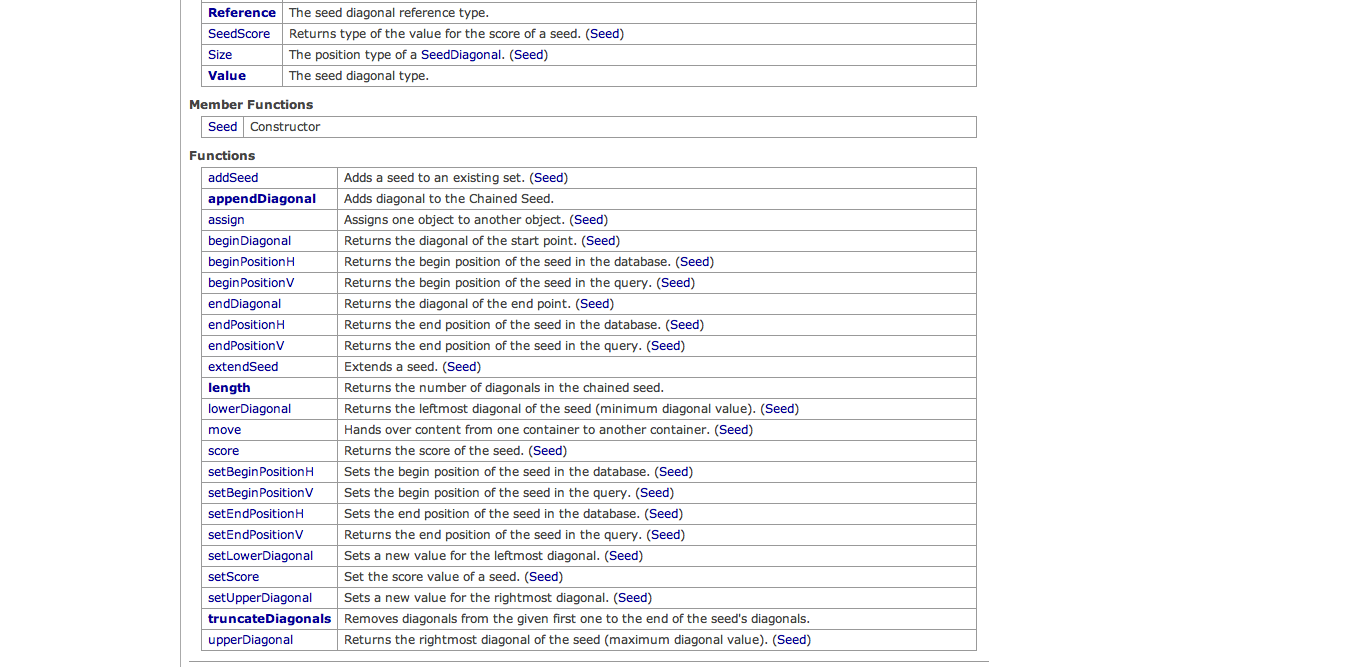 Reference The seed diagonal reference type.
SeedScore Returns type of the value for the score of a seed. (Seed)
Size The position type of a SeedDiagonal. (Seed)
Value The seed diagonal type.
Member Functions
Seed Constructor
Functions
addSeed Adds a seed to an existing set. (Seed)
appendDiagonal Adds diagonal to the Chained Seed.
assign Assigns one object to another object. (Seed)
beginDiagonal Returns the diagonal of the start point. (Seed)
beginPositionH Returns the begin position of the seed in the database. (Seed)
beginPositionV Returns the begin position of the seed in the query. (Seed)
endDiagonal Returns the diagonal of the end point. (Seed)
endPositionH Returns the end position of the seed in the database. (Seed)
endPositionV Returns the end position of the seed in the query. (Seed)
extendSeed Extends a seed. (Seed)
length Returns the number of diagonals in the chained seed.
lowerDiagonal Returns the leftmost diagonal of the seed (minimum diagonal value). (Seed)
move Hands over content from one container to another container. (Seed)
score Returns the score of the seed. (Seed)
setBeginPositionH Sets the begin position of the seed in the database. (Seed)
setBeginPositionV Sets the begin position of the seed in the query. (Seed)
setEndPositionH Sets the end position of the seed in the database. (Seed)
setEndPositionV Returns the end position of the seed in the query. (Seed)
setLowerDiagonal Sets a new value for the leftmost diagonal. (Seed)
setScore Set the score value of a seed. (Seed)
setUpperDiagonal Sets a new value for the rightmost diagonal. (Seed)
truncateDiagonals Removes diagonals from the given first one to the end of the seed's diagonals.
upperDiagonal Returns the rightmost diagonal of the seed (maximum diagonal value). (Seed)